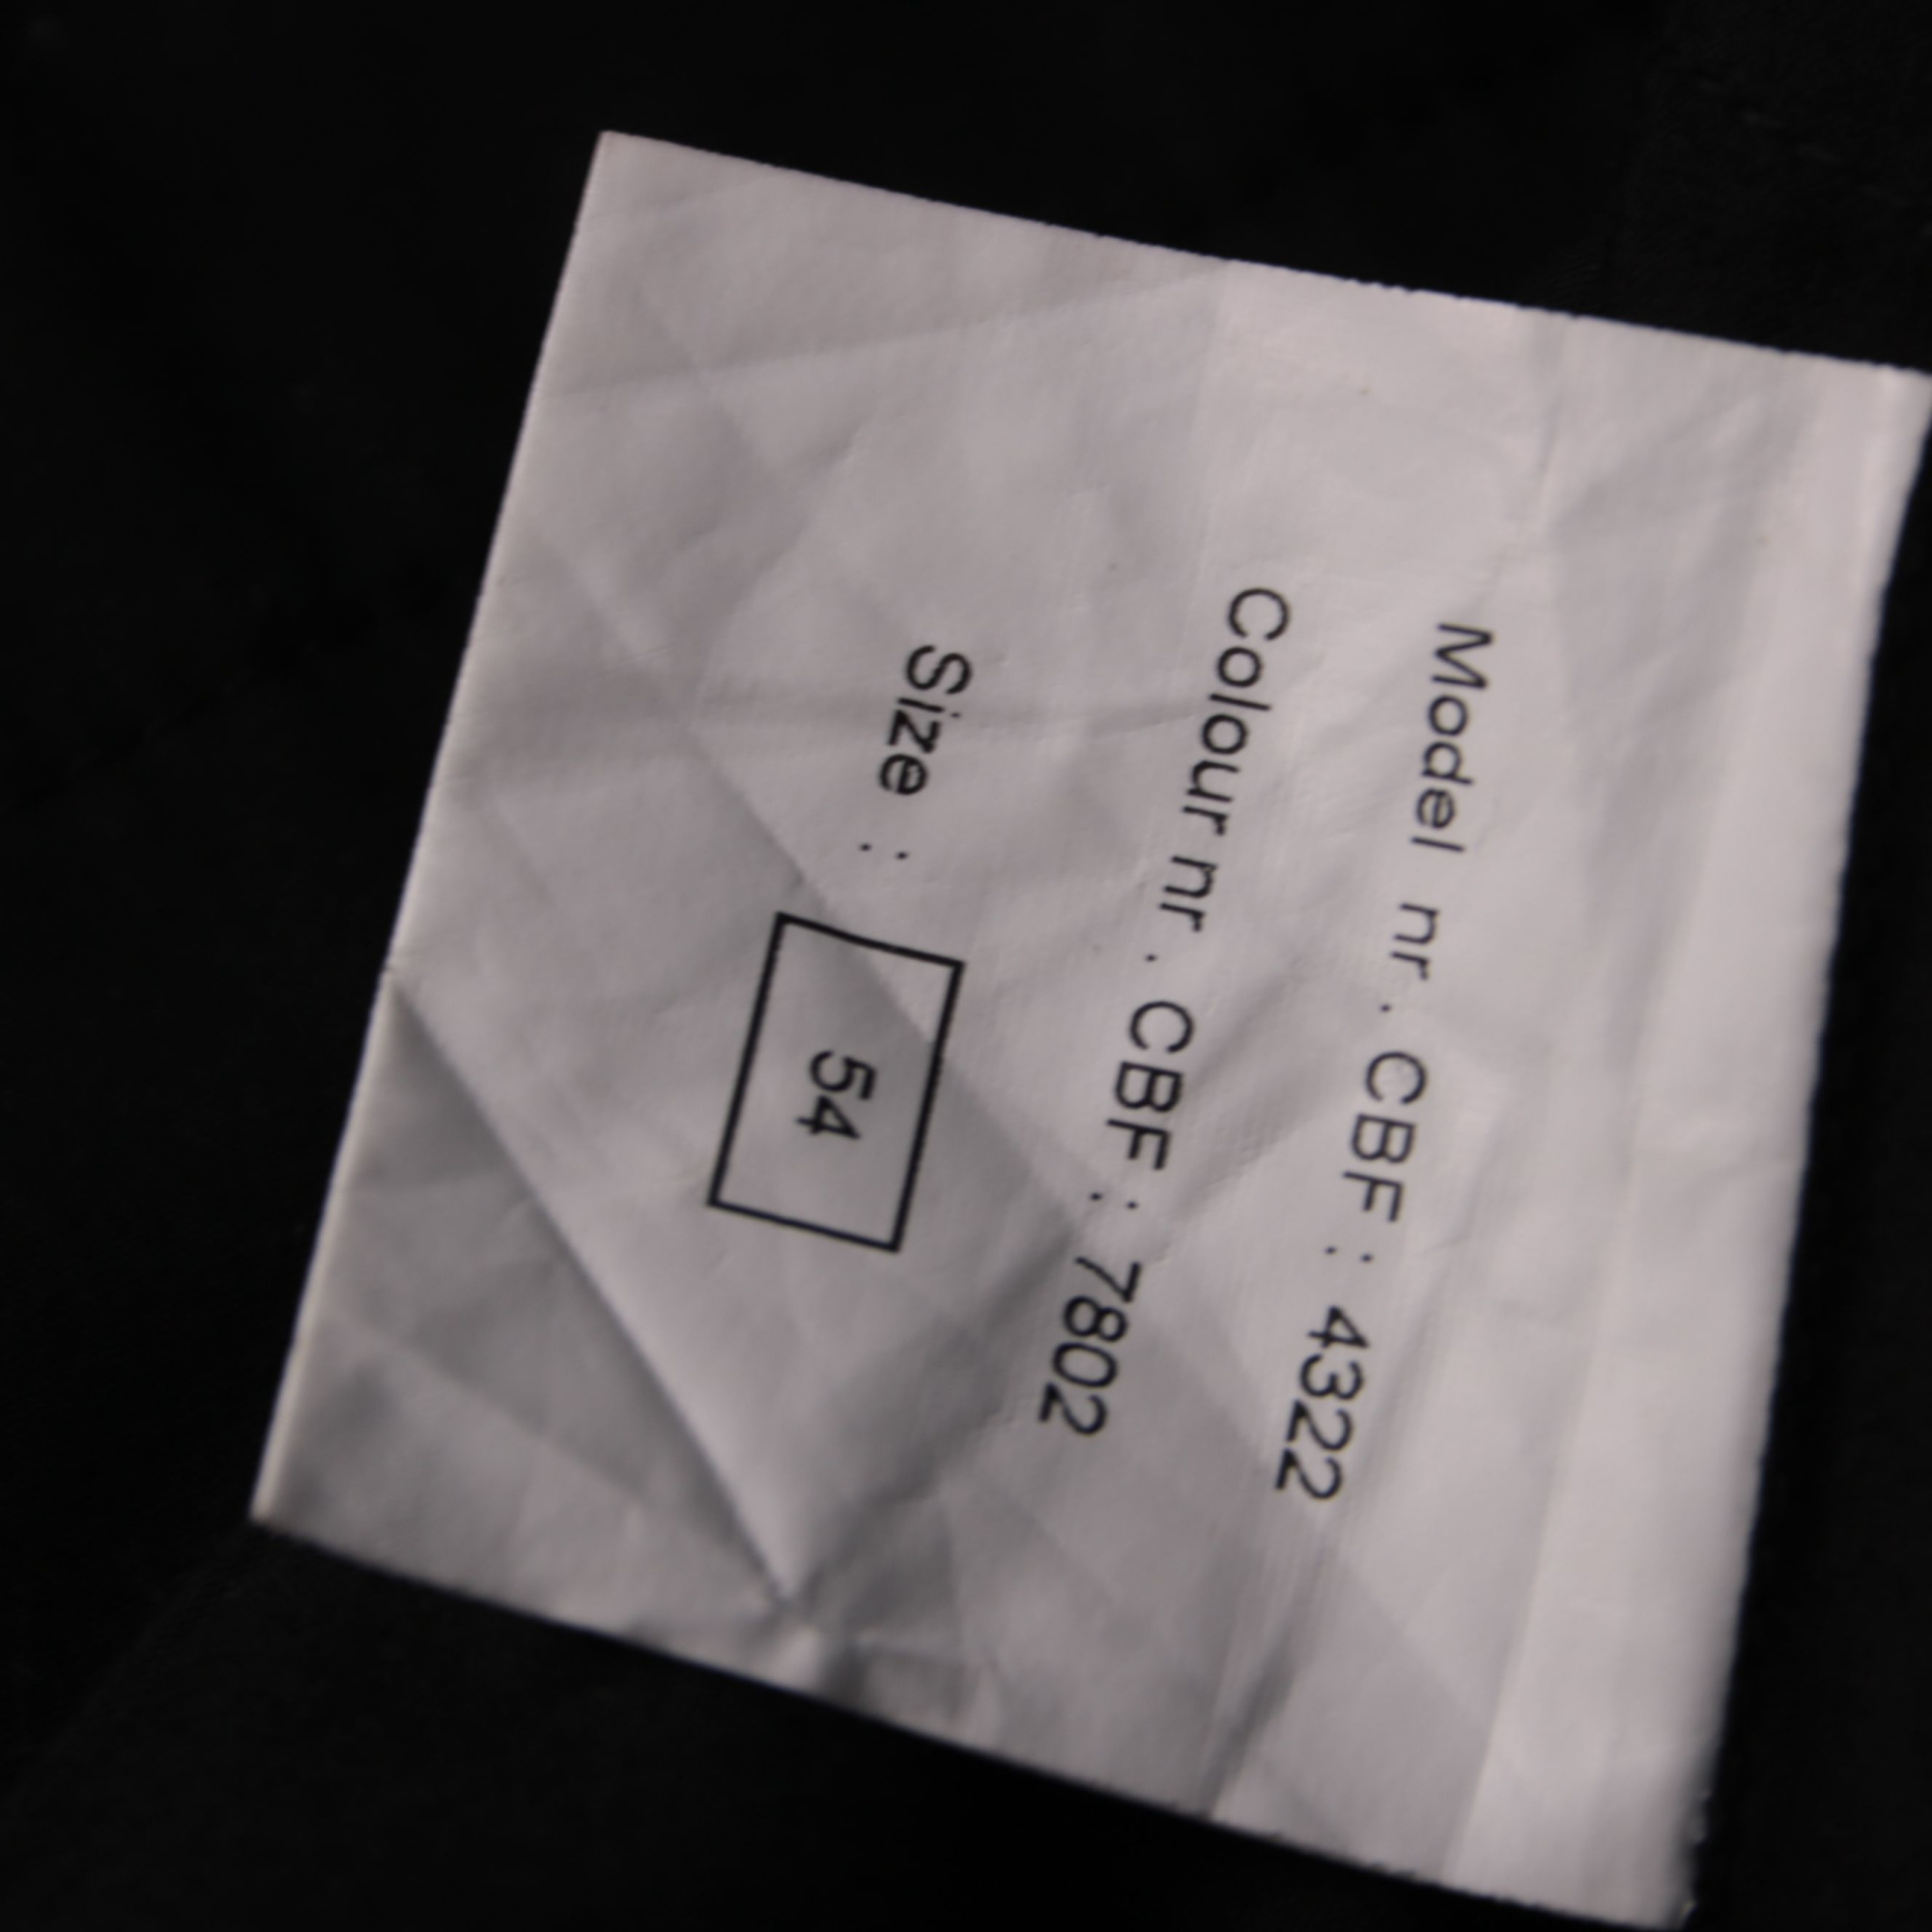 Model nr. CBF : 4322
Colour nr. CBF : 7802
Size : 54